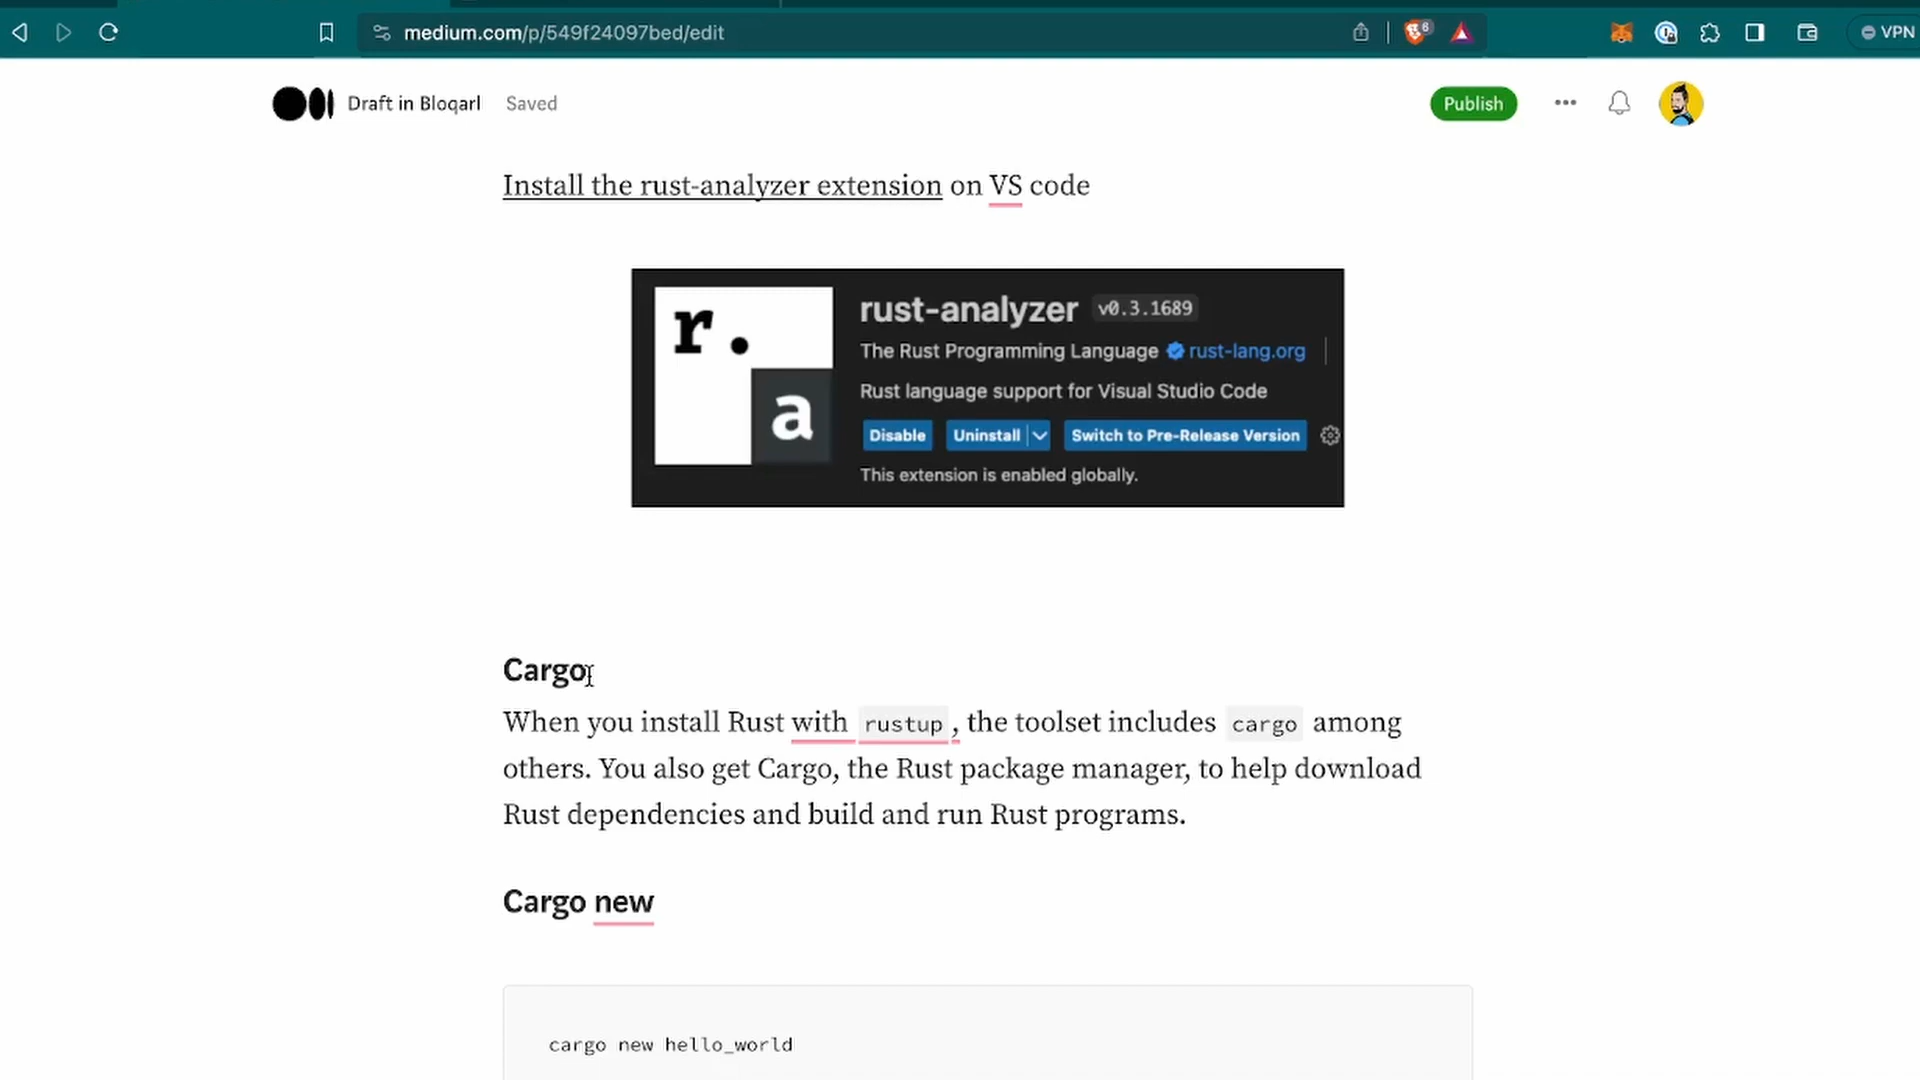 medium.com/p/549f24097bed/edit
6
VPN
Draft in Bloqarl
Saved
Publish
Install the rust-analyzer extension on VS code
r.
a
rust-analyzer v0.3.1689
The Rust Programming Language rust-lang.org
Rust language support for Visual Studio Code
Disable
Uninstall
Switch to Pre-Release Version
This extension is enabled globally.
Cargo
When you install Rust with rustup, the toolset includes cargo among
others. You also get Cargo, the Rust package manager, to help download
Rust dependencies and build and run Rust programs.
Cargo new
cargo new hello_world